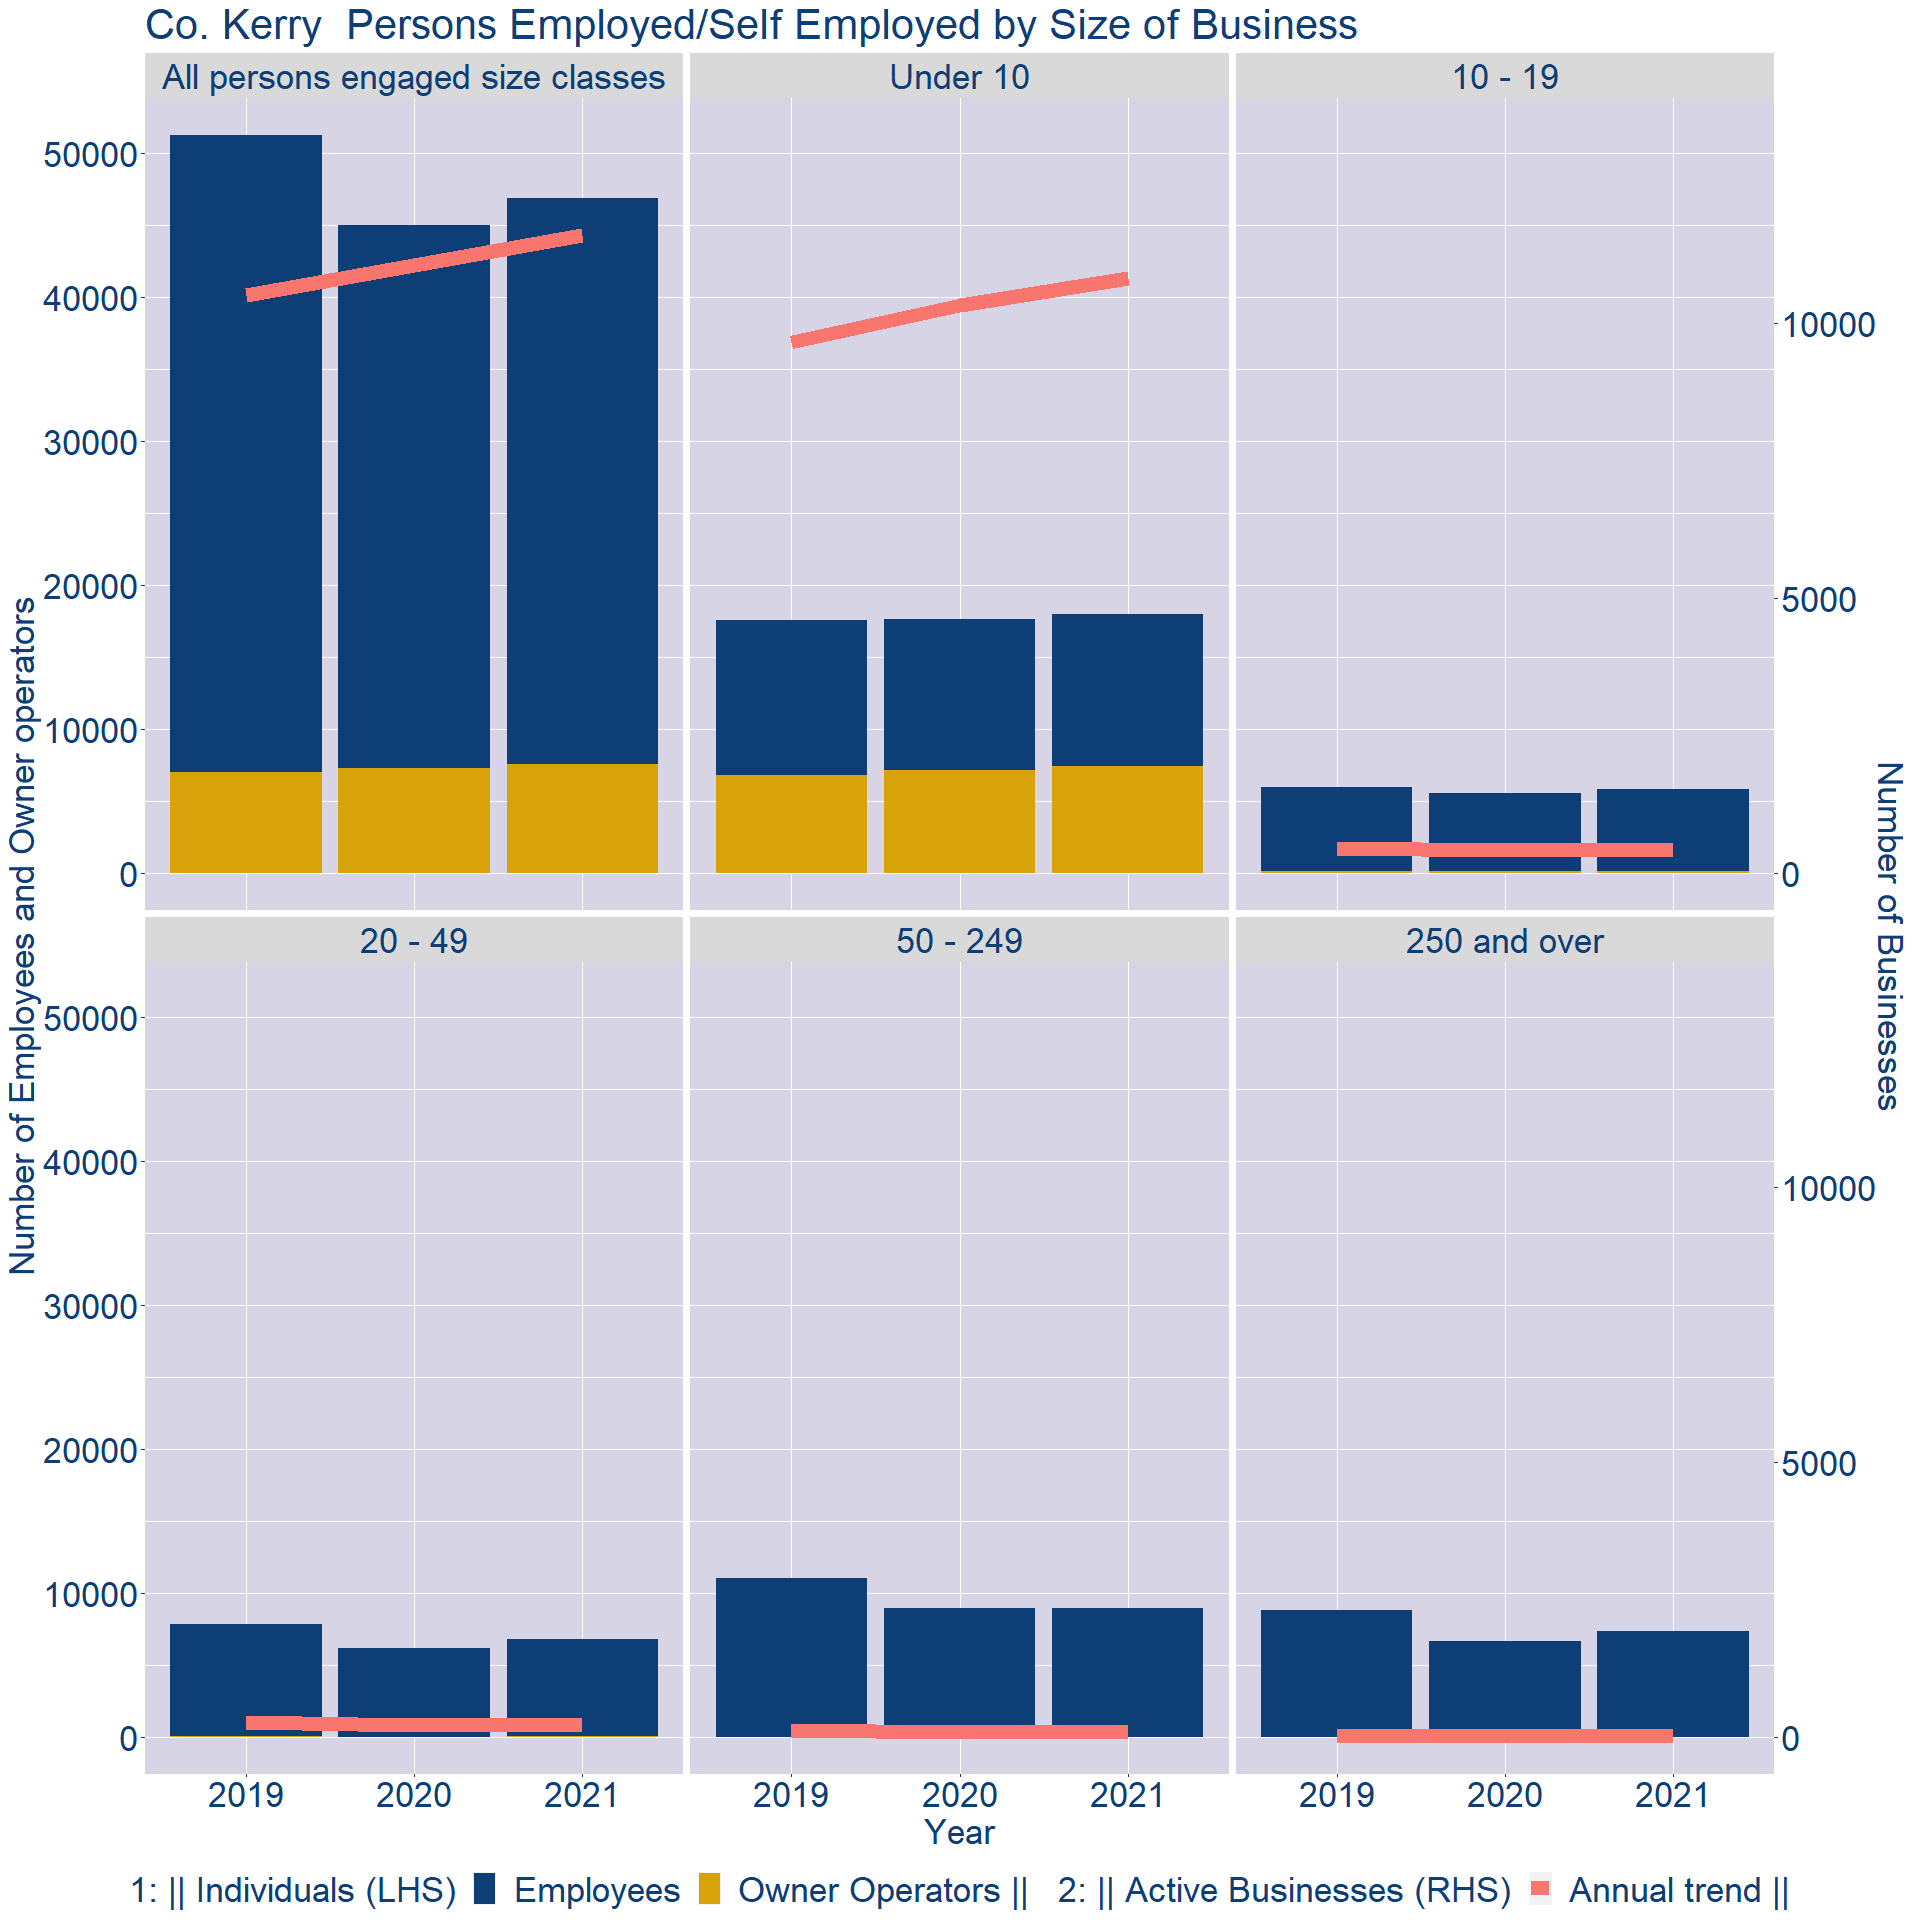 Co. Kerry  Persons Employed/Self Employed by Size of Business
All persons engaged size classes
Under 10
10 - 19
50000
40000
30000
20000
10000
0
10000
5000
0
Number of Employees and Owner operators
Number of Businesses
20 - 49
50 - 249
250 and over
50000
40000
30000
20000
10000
0
10000
5000
0
2019 2020 2021
2019 2020 2021
2019 2020 2021
Year
1: || Individuals (LHS) Employees Owner Operators || 2: || Active Businesses (RHS) Annual trend ||